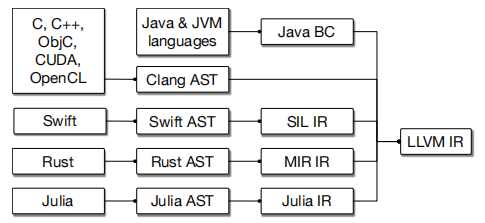 C, C++,
ObjC,
CUDA,
OpenCL
Java & JVM
languages
Java BC
Clang AST
Swift
Swift AST
SIL IR
LLVM IR
Rust
Rust AST
MIR IR
Julia
Julia AST
Julia IR